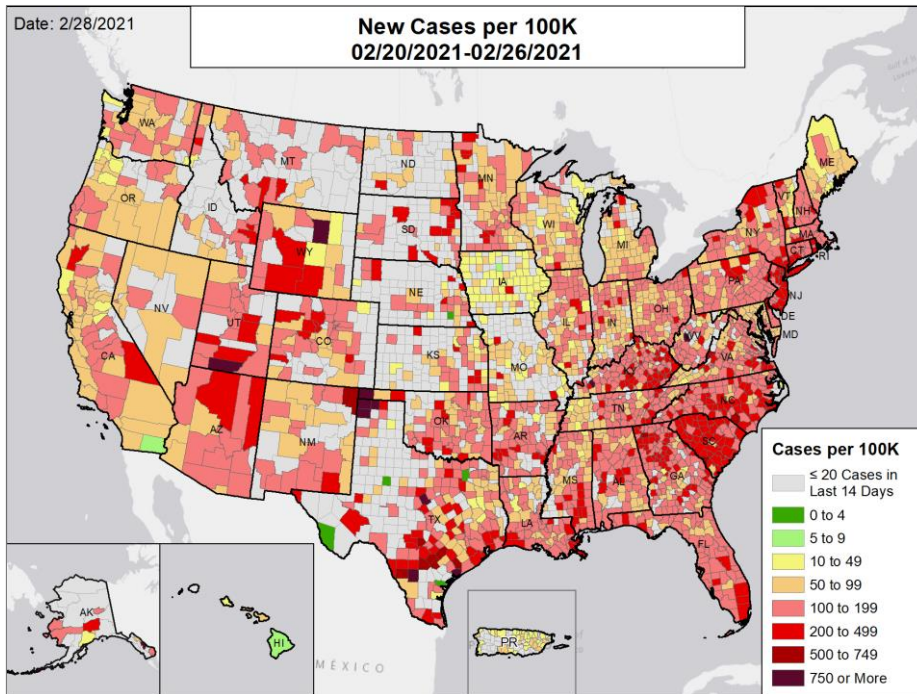 Date: 2/28/2021
New Cases per 100K
02/20/2021-02/26/2021
WA
MT
ND
MN
ME
OR
ID
SD
WI
MI
NY
VT
NH
MA
CT
RI
WY
IA
PA
NJ
NV
NE
IL
IN
OH
DE
MD
UT
CO
KS
MO
WV
VA
CA
KY
AZ
NM
OK
AR
TN
NC
SC
TX
LA
MS
AL
GA
FL
AK
HI
PR
MÉXICO
Cases per 100K
≤ 20 Cases in
Last 14 Days
0 to 4
5 to 9
10 to 49
50 to 99
100 to 199
200 to 499
500 to 749
750 or More